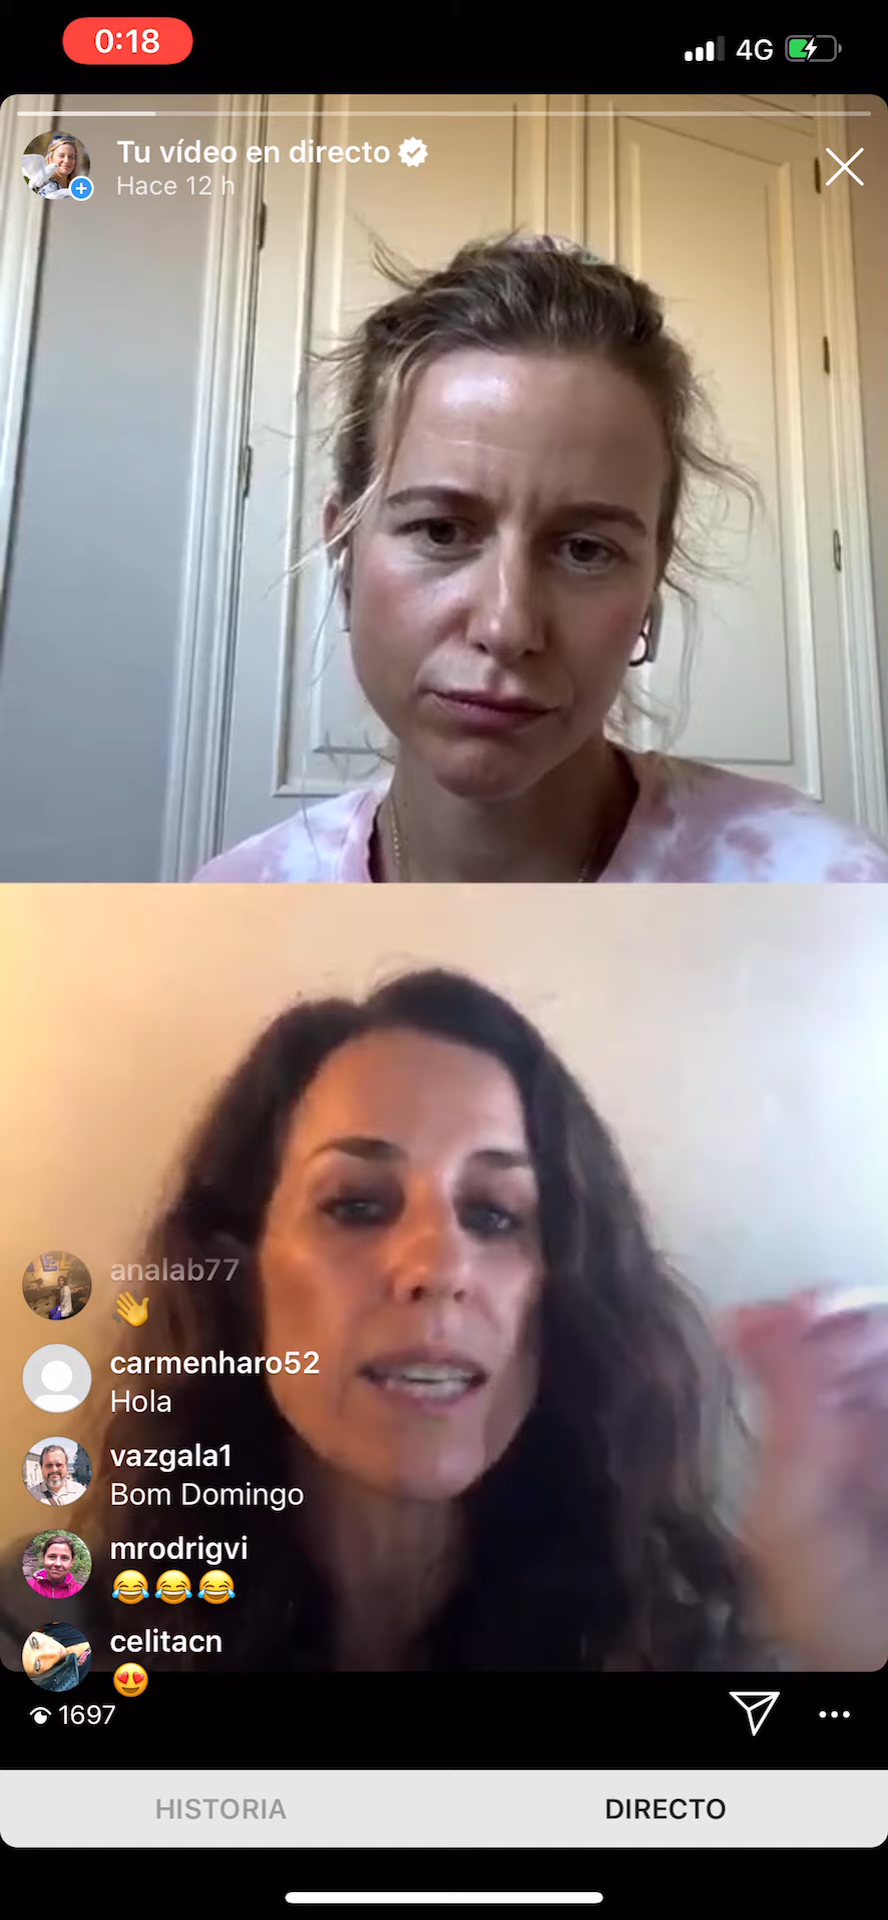 0:18
4G
Tu vídeo en directo
Hace 12 h
analab77
👋
carmenharo52
Hola
vazgala1
Bom Domingo
mrodrigvi
😂😂😂
celitacn
😍
1697
HISTORIA
DIRECTO